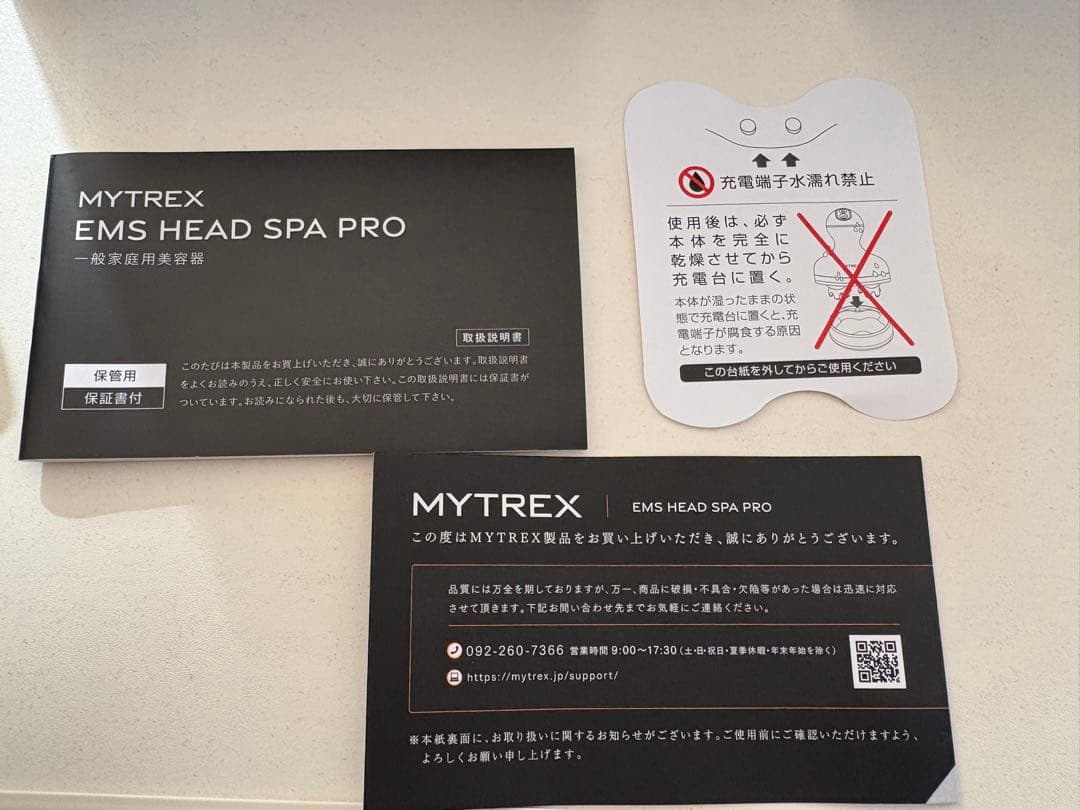 MYTREX
EMS HEAD SPA PRO
一般家庭用美容器
取扱説明書
保管用
保証書付
このたびは本製品をお買上げいただき、誠にありがとうございます。取扱説明書
をよくお読みのうえ、正しく安全にお使い下さい。この取扱説明書には保証書が
ついています。お読みになられた後も、大切に保管して下さい。
充電端子水濡れ禁止
使用後は、必ず
本体を完全に
乾燥させてから
充電台に置く。
本体が湿ったままの状
態で充電台に置くと、充
電端子が腐食する原因
となります。
この台紙を外してからご使用ください
MYTREX
EMS HEAD SPA PRO
この度はMYTREX製品をお買い上げいただき、誠にありがとうございます。
品質には万全を期しておりますが、万一、商品に破損・不具合・欠陥等があった場合は迅速に対応
させて頂きます。下記お問い合わせ先までお気軽にご連絡ください。
092-260-7366 営業時間 9:00〜17:30(土・日・祝日・夏季休暇・年末年始を除く)
https://mytrex.jp/support/
※本紙裏面に、お取り扱いに関するお知らせがございます。ご使用前にご確認いただけますよう、
よろしくお願い申し上げます。